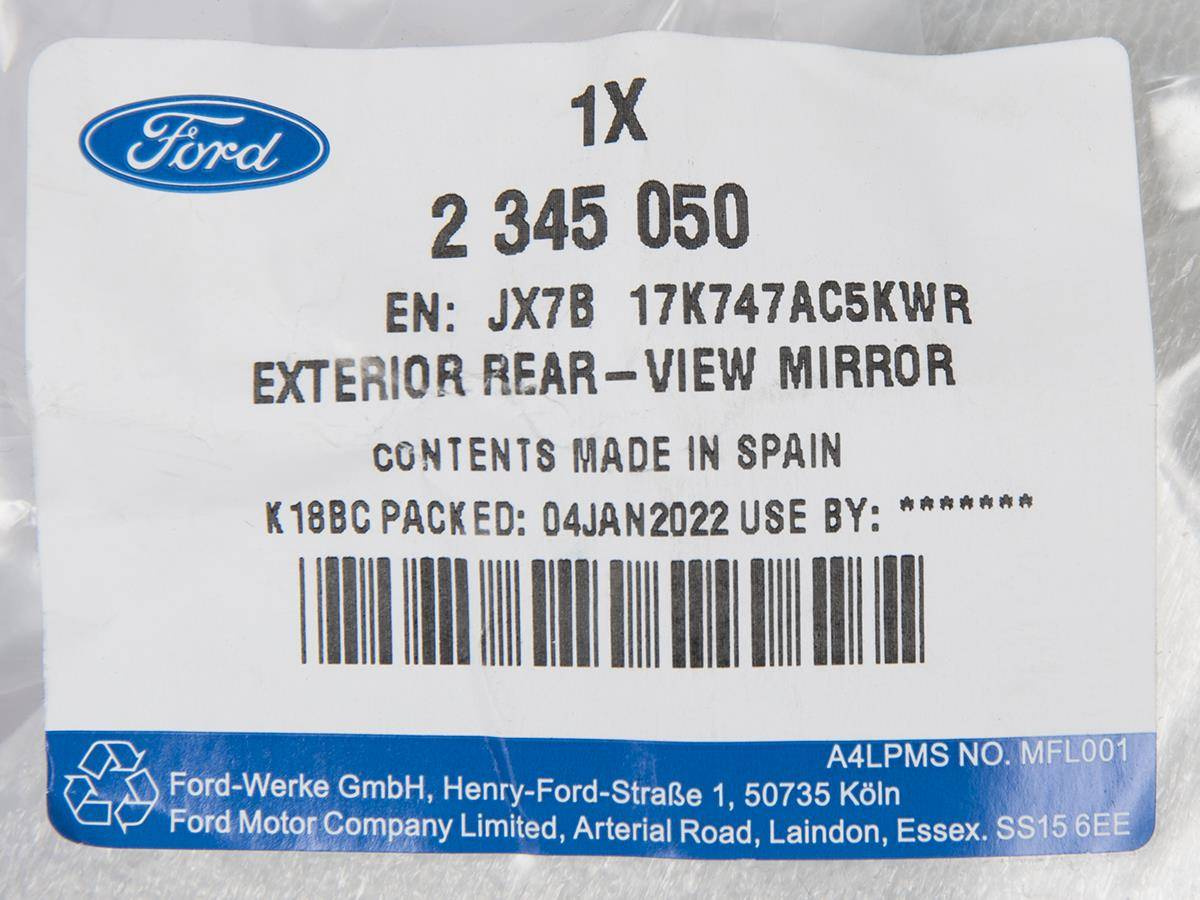 Ford
1X
2 345 050
EN: JX7B 17K747AC5KWR
EXTERIOR REAR-VIEW MIRROR
CONTENTS MADE IN SPAIN
K18BC PACKED: 04JAN2022 USE BY: *******
A4LPMS NO. MFL001
Ford-Werke GmbH, Henry-Ford-Straße 1, 50735 Köln
Ford Motor Company Limited, Arterial Road, Laindon, Essex. SS15 6EE